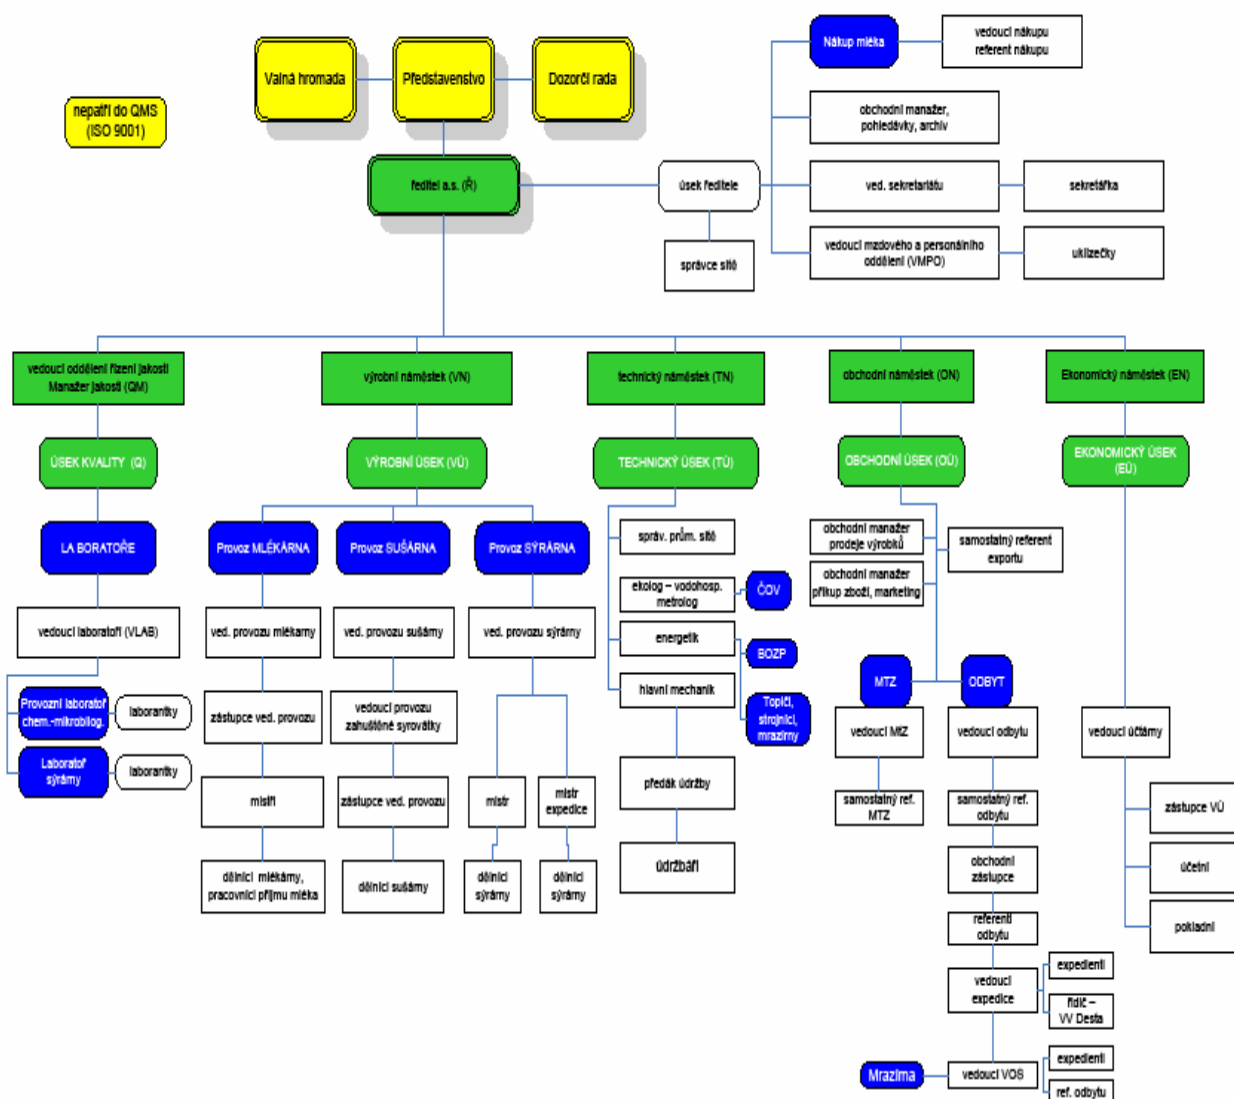 Nákup mléka
vedoucí nákupu
referent nákupu
Valná hromada
Představenstvo
Dozorčí rada
nepatří do QMS
(ISO 9001)
obchodní manažer,
pohledávky, archiv
ředitel a.s. (Ř)
úsek ředitele
ved. sekretariátu
sekretářka
správce sítě
vedoucí mzdového a personálního
oddělení (VMPO)
uklízečky
vedoucí oddělení řízení jakosti
Manažer jakosti (QM)
výrobní náměstek (VN)
technický náměstek (TN)
obchodní náměstek (ON)
Ekonomický náměstek (EN)
ÚSEK KVALITY (Q)
VÝROBNÍ ÚSEK (VÚ)
TECHNICKÝ ÚSEK (TÚ)
OBCHODNÍ ÚSEK (OÚ)
EKONOMICKÝ ÚSEK
(EÚ)
LA BORATOŘE
Provoz MLÉKÁRNA
Provoz SUŠÁRNA
Provoz SÝRÁRNA
správ. prům. sítě
obchodní manažer
prodeje výrobků
samostatný referent
exportu
ekolog – vodohosp.
metrolog
ČOV
obchodní manažer
příkup zboží, marketing
vedoucí laboratoří (VLAB)
ved. provozu mlékárny
ved. provozu sušárny
ved. provozu sýrárny
energetik
BOZP
MTZ
ODBYT
Provozní laboratoř
chem.-mikrobilog.
laborantky
zástupce ved. provozu
vedoucí provozu
zahuštěné syrovátky
hlavní mechanik
Topiči,
strojníci,
mrazírny
vedoucí MtZ
vedoucí odbytu
vedoucí účtárny
Laboratoř
sýrárny
laborantky
mistři
zástupce ved. provozu
mistr
mistr
expedice
předák údržby
samostatný ref.
MTZ
samostatný ref.
odbytu
zástupce VÚ
dělníci mlékárny,
pracovníci příjmu mléka
dělníci sušárny
dělníci
sýrárny
dělníci
sýrárny
údržbáři
obchodní
zástupce
účetní
referenti
odbytu
pokladní
vedoucí
expedice
expedienti
řidič –
VV Desta
Mrazírna
vedoucí VOS
expedienti
ref. odbytu